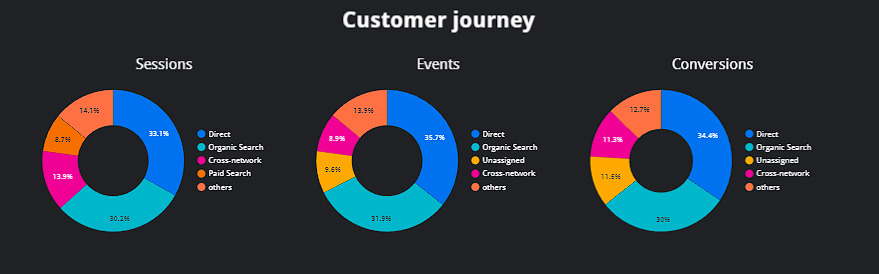 Customer journey
Sessions
33.1%
30.2%
13.9%
8.7%
14.1%
Direct
Organic Search
Cross-network
Paid Search
others
Events
35.7%
31.9%
9.6%
8.9%
13.9%
Direct
Organic Search
Unassigned
Cross-network
others
Conversions
34.4%
30%
11.6%
11.3%
12.7%
Direct
Organic Search
Unassigned
Cross-network
others